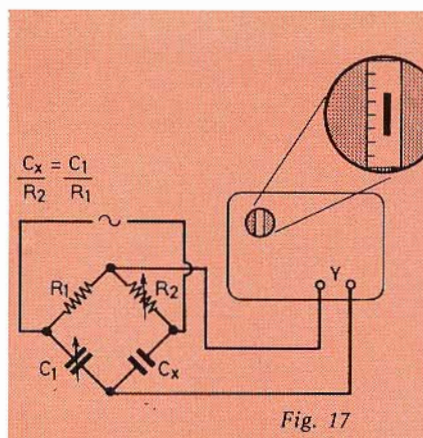 Cx = C1
R2 R1
~
R1
R2
Y
C1
Cx
Fig. 17